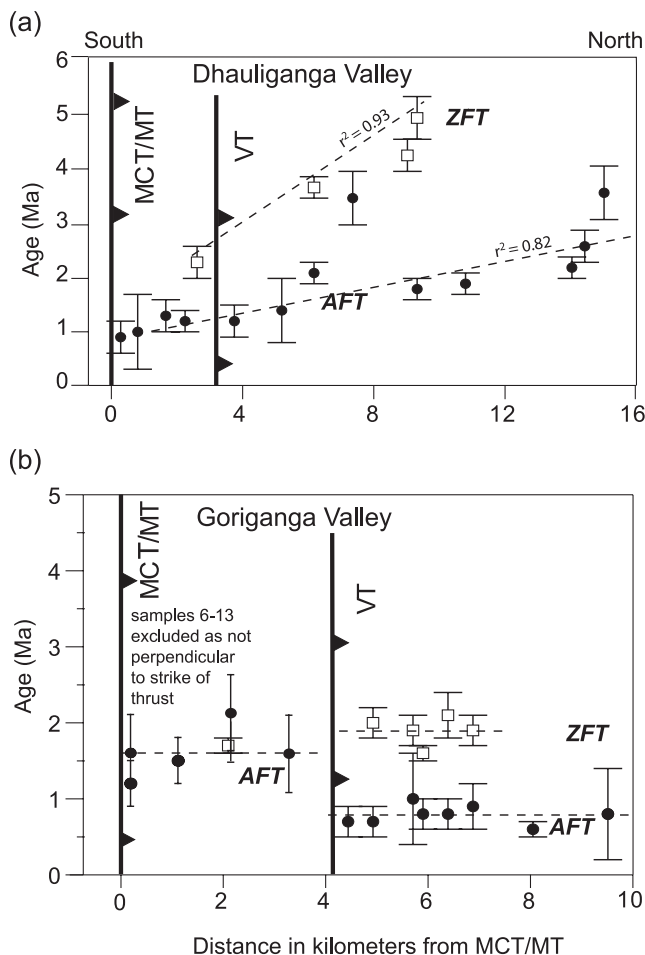 (a)
South
North
Dhauliganga Valley
6
5
4
3
2
1
0
Age (Ma)
MCT/MT
VT
r² = 0.93
ZFT
r² = 0.82
AFT
0
4
8
12
16
(b)
Goriganga Valley
5
4
3
2
1
0
Age (Ma)
MCT/MT
VT
samples 6-13
excluded as not
perpendicular
to strike of
thrust
AFT
ZFT
AFT
0
2
4
6
8
10
Distance in kilometers from MCT/MT